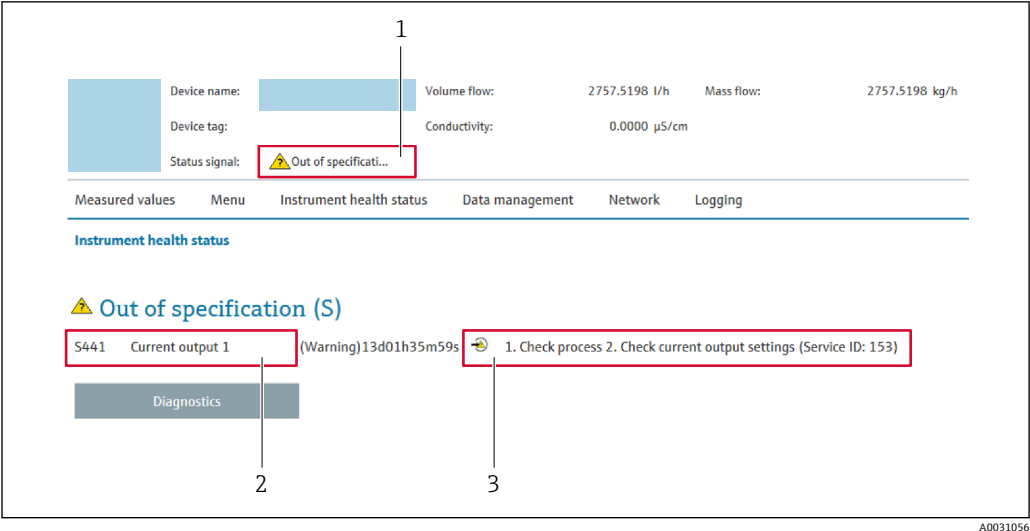 1
Device name: Volume flow: 2757.5198 l/h Mass flow: 2757.5198 kg/h
Device tag: Conductivity: 0.0000 µS/cm
Status signal: Out of specificati...
Measured values Menu Instrument health status Data management Network Logging
Instrument health status
Out of specification (S)
S441 Current output 1 (Warning)13d01h35m59s 1. Check process 2. Check current output settings (Service ID: 153)
Diagnostics
2 3
A0031056